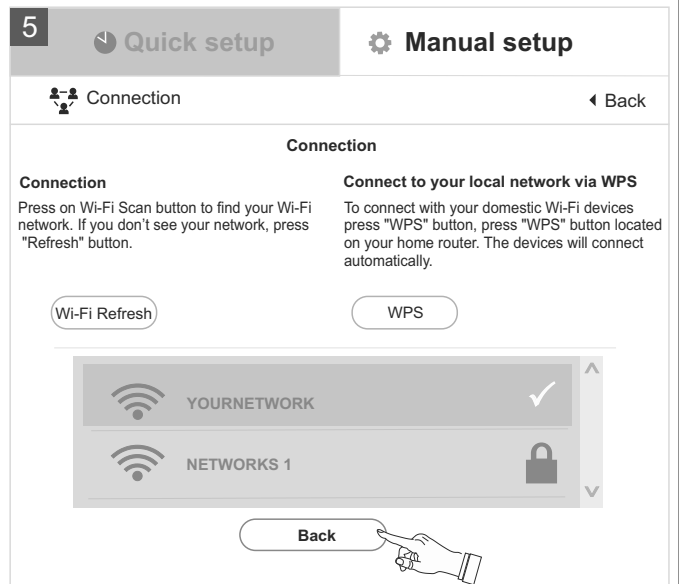 5
Quick setup
Manual setup
Connection
Back
Connection
Connection
Press on Wi-Fi Scan button to find your Wi-Fi
network. If you don't see your network, press
"Refresh" button.
Connect to your local network via WPS
To connect with your domestic Wi-Fi devices
press "WPS" button, press "WPS" button located
on your home router. The devices will connect
automatically.
Wi-Fi Refresh
WPS
YOURNETWORK
NETWORKS 1
Back